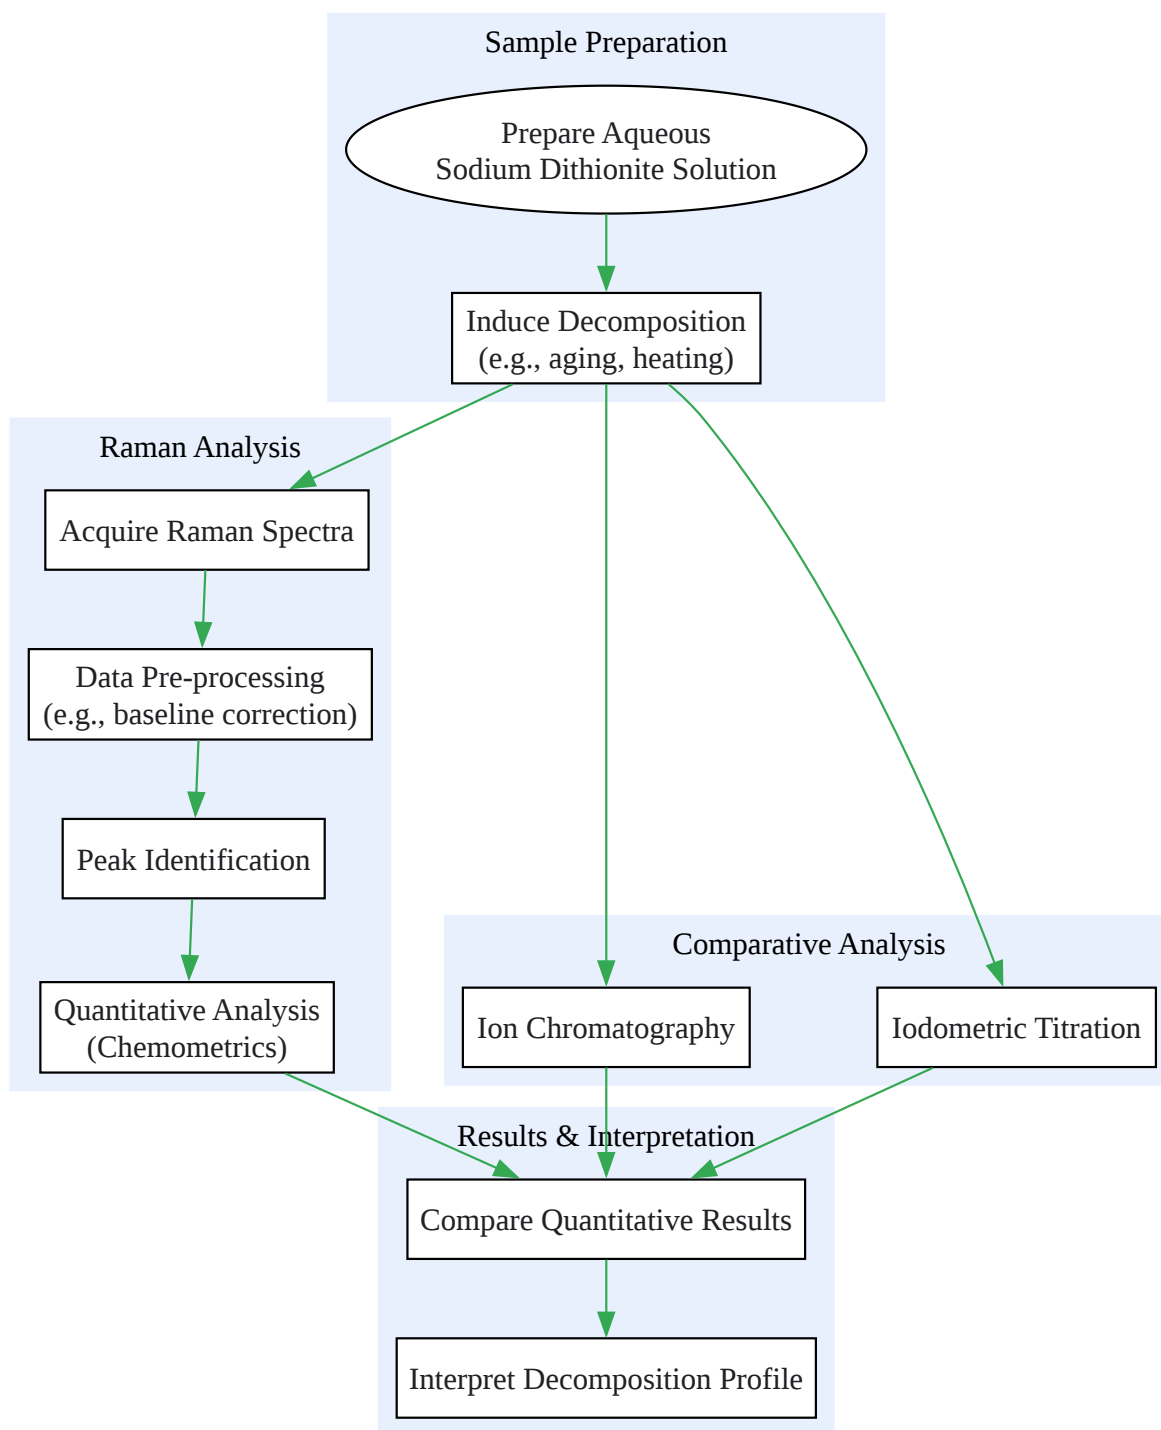 Sample Preparation
Prepare Aqueous
Sodium Dithionite Solution
Induce Decomposition
(e.g., aging, heating)
Raman Analysis
Acquire Raman Spectra
Data Pre-processing
(e.g., baseline correction)
Peak Identification
Quantitative Analysis
(Chemometrics)
Comparative Analysis
Ion Chromatography
Iodometric Titration
Results & Interpretation
Compare Quantitative Results
Interpret Decomposition Profile